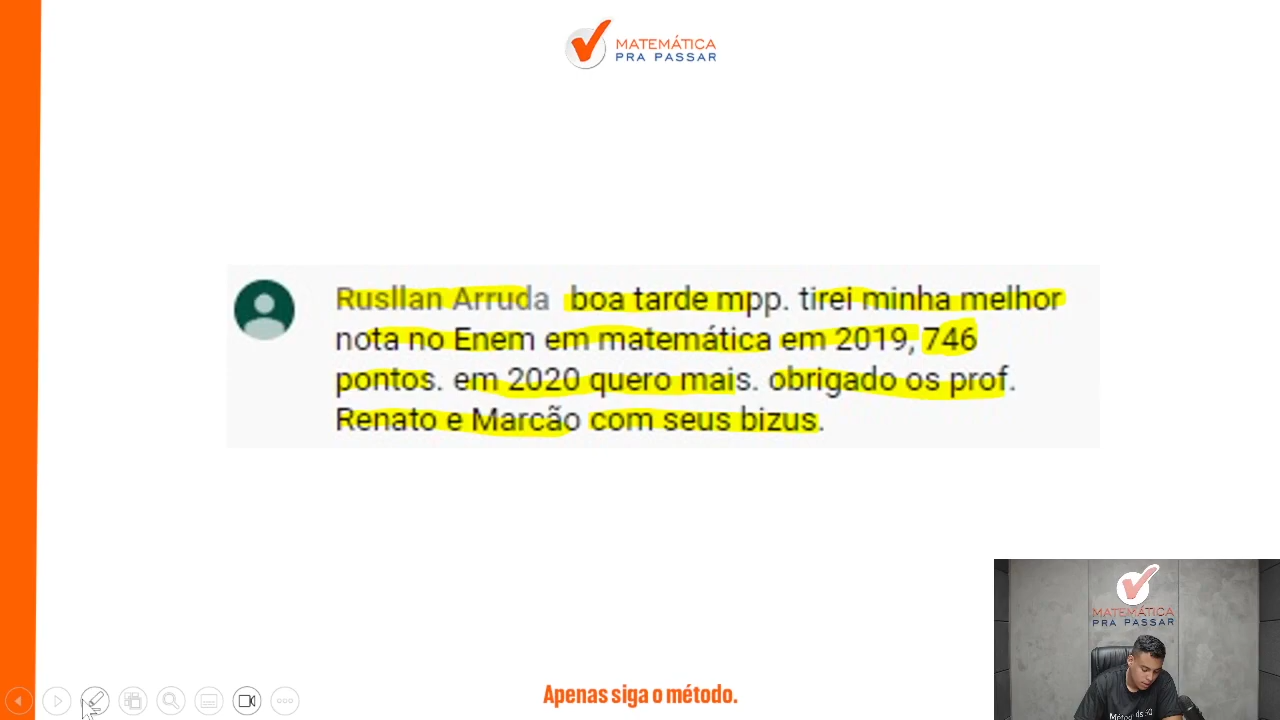 MATEMÁTICA
PRA PASSAR
Rusllan Arruda boa tarde mpp. tirei minha melhor
nota no Enem em matemática em 2019, 746
pontos. em 2020 quero mais. obrigado os prof.
Renato e Marcão com seus bizus.
MATEMÁTICA
PRA PASSAR
Apenas siga o método.